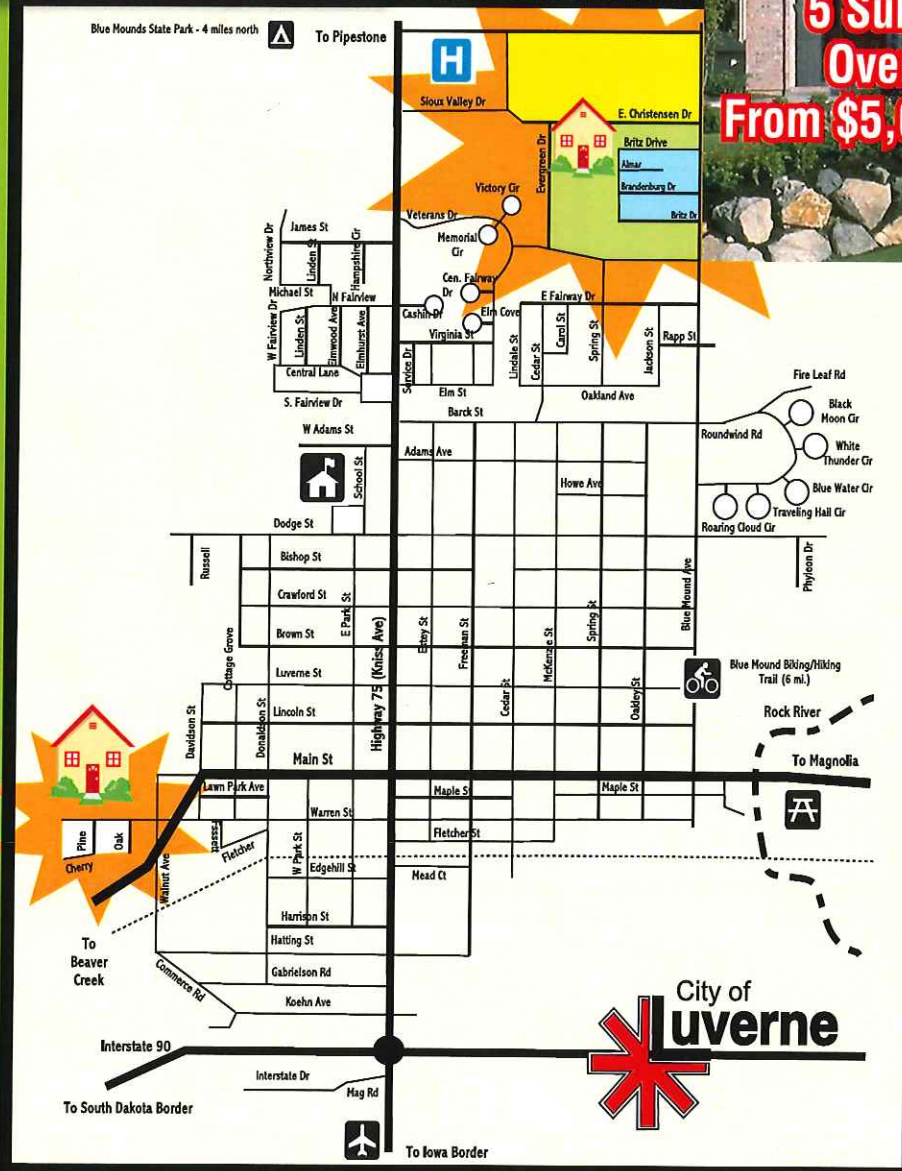 Blue Mounds State Park - 4 miles north
To Pipestone
H
Sioux Valley Dr
E. Christensen Dr
Evergreen Dr
Britz Drive
Almar
Brandenburg Dr
Britz Dr
Victory Cir
Veterans Dr
Memorial
Cir
Northview Dr
James St
Linden St
Hampshire Cir
Michael St
N Fairview
Cen. Fairway
Dr
Cashin Dr
Elm Cove
E Fairway Dr
W Fairview Dr
Linden St
Elmwood Ave
Elmhurst Ave
Virginia St
Service Dr
Lindale St
Cedar St
Carol St
Spring St
Jackson St
Rapp St
Central Lane
S. Fairview Dr
Elm St
Oakland Ave
Barck St
Fire Leaf Rd
Black
Moon Cir
Roundwind Rd
White
Thunder Cir
Blue Water Cir
Traveling Hail Cir
Roaring Cloud Cir
W Adams St
Adams Ave
School St
Howe Ave
Dodge St
Russell
Bishop St
Phyleon Dr
Crawford St
E Park St
Brown St
Cottage Grove
Highway 75 (Kniss Ave)
Estey St
Freeman St
McKenzie St
Spring St
Blue Mound Ave
Luverne St
Blue Mound Biking/Hiking
Trail (6 mi.)
Cedar St
Oakley St
Davidson St
Donaldson St
Lincoln St
Rock River
Main St
To Magnolia
Lawn Park Ave
Maple St
Maple St
Warren St
Pine
Oak
Cherry
Walnut Ave
Fletcher
W Park St
Fletcher St
Edgehill St
Mead Ct
Harrison St
To
Beaver
Creek
Hatting St
Commerce Rd
Gabrielson Rd
Koehn Ave
City of
Luverne
Interstate 90
Interstate Dr
Mag Rd
To South Dakota Border
To Iowa Border
5
From